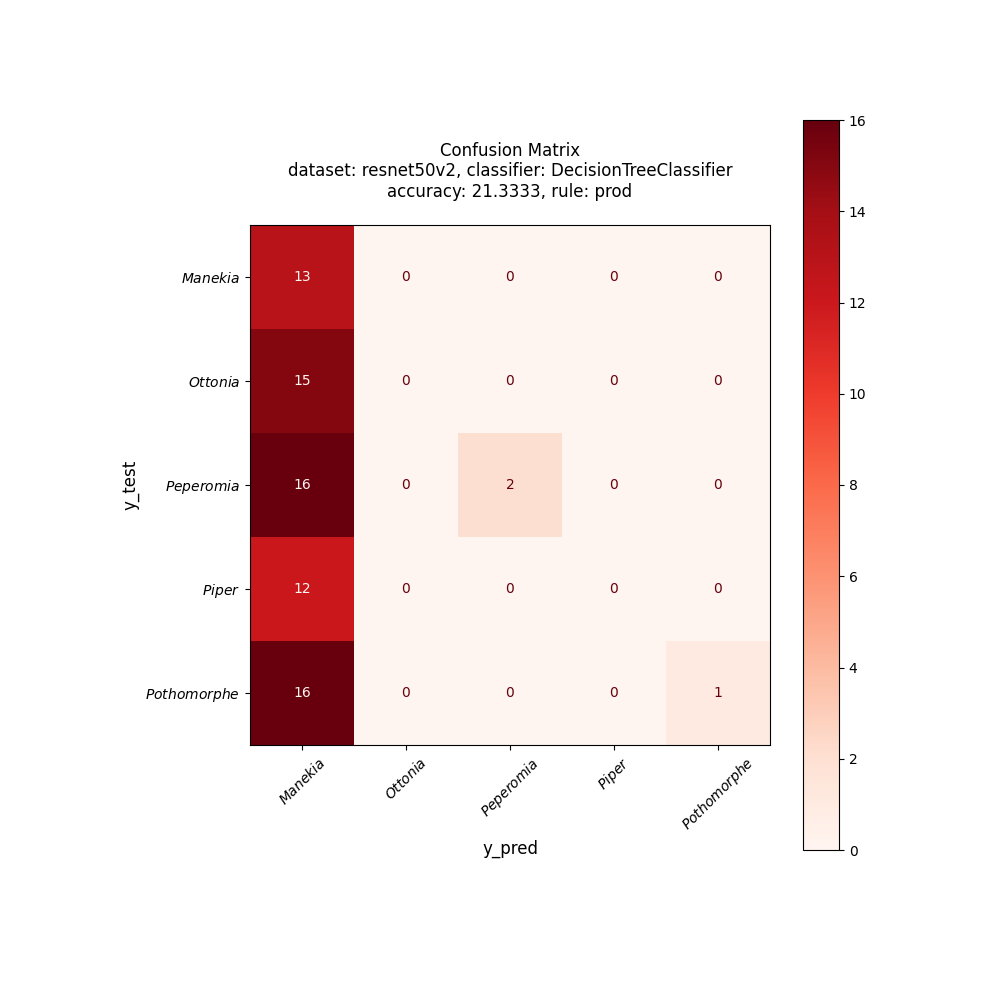 Confusion Matrix
dataset: resnet50v2, classifier: DecisionTreeClassifier
accuracy: 21.3333, rule: prod
Manekia 13 0 0 0 0
Ottonia 15 0 0 0 0
Peperomia 16 0 2 0 0
Piper 12 0 0 0 0
Pothomorphe 16 0 0 0 1
Manekia Ottonia Peperomia Piper Pothomorphe
y_test
y_pred
16
14
12
10
8
6
4
2
0